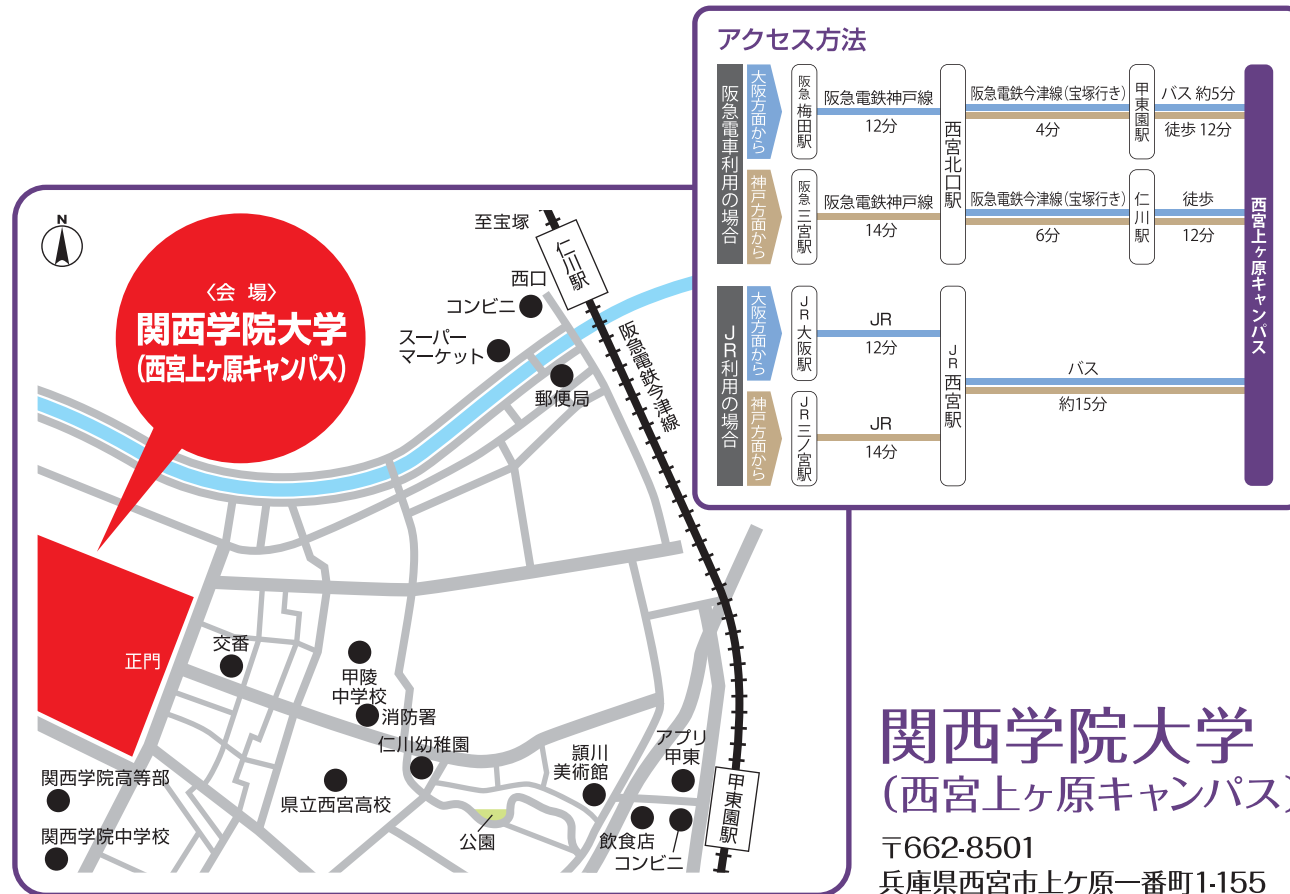 アクセス方法
阪急電車利用の場合
大阪方面から
阪急 梅田駅
阪急電鉄神戸線
12分
神戸方面から
阪急 三宮駅
阪急電鉄神戸線
14分
西宮北口駅
阪急電鉄今津線(宝塚行き)
4分
甲東園駅
バス 約5分
徒歩 12分
阪急電鉄今津線(宝塚行き)
6分
仁川駅
徒歩
12分
西宮上ヶ原キャンパス
JR利用の場合
大阪方面から
JR 大阪駅
JR
12分
神戸方面から
JR 三ノ宮駅
JR
14分
JR 西宮駅
バス
約15分
N
〈会 場〉
関西学院大学
(西宮上ヶ原キャンパス)
至宝塚
仁川駅
西口
コンビニ
スーパー
マーケット
郵便局
阪急電鉄今津線
正門
交番
甲陵
中学校
消防署
仁川幼稚園
県立西宮高校
関西学院高等部
関西学院中学校
公園
頴川
美術館
アプリ
甲東
飲食店
コンビニ
甲東園駅
関西学院大学
(西宮上ヶ原キャンパス)
〒662-8501
兵庫県西宮市上ケ原一番町1-155